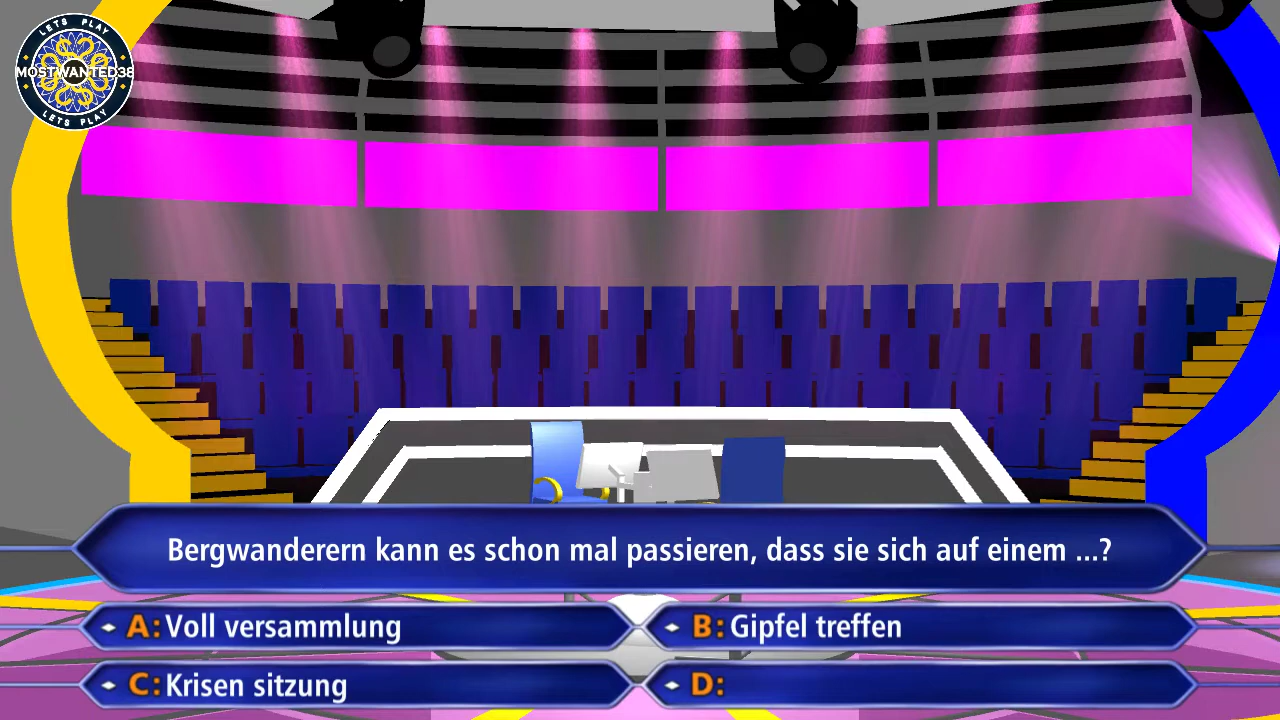 LETS PLAY
MOSTWANTED38
LETS PLAY
Bergwanderern kann es schon mal passieren, dass sie sich auf einem ...?
A: Voll versammlung
B: Gipfel treffen
C: Krisen sitzung
D: